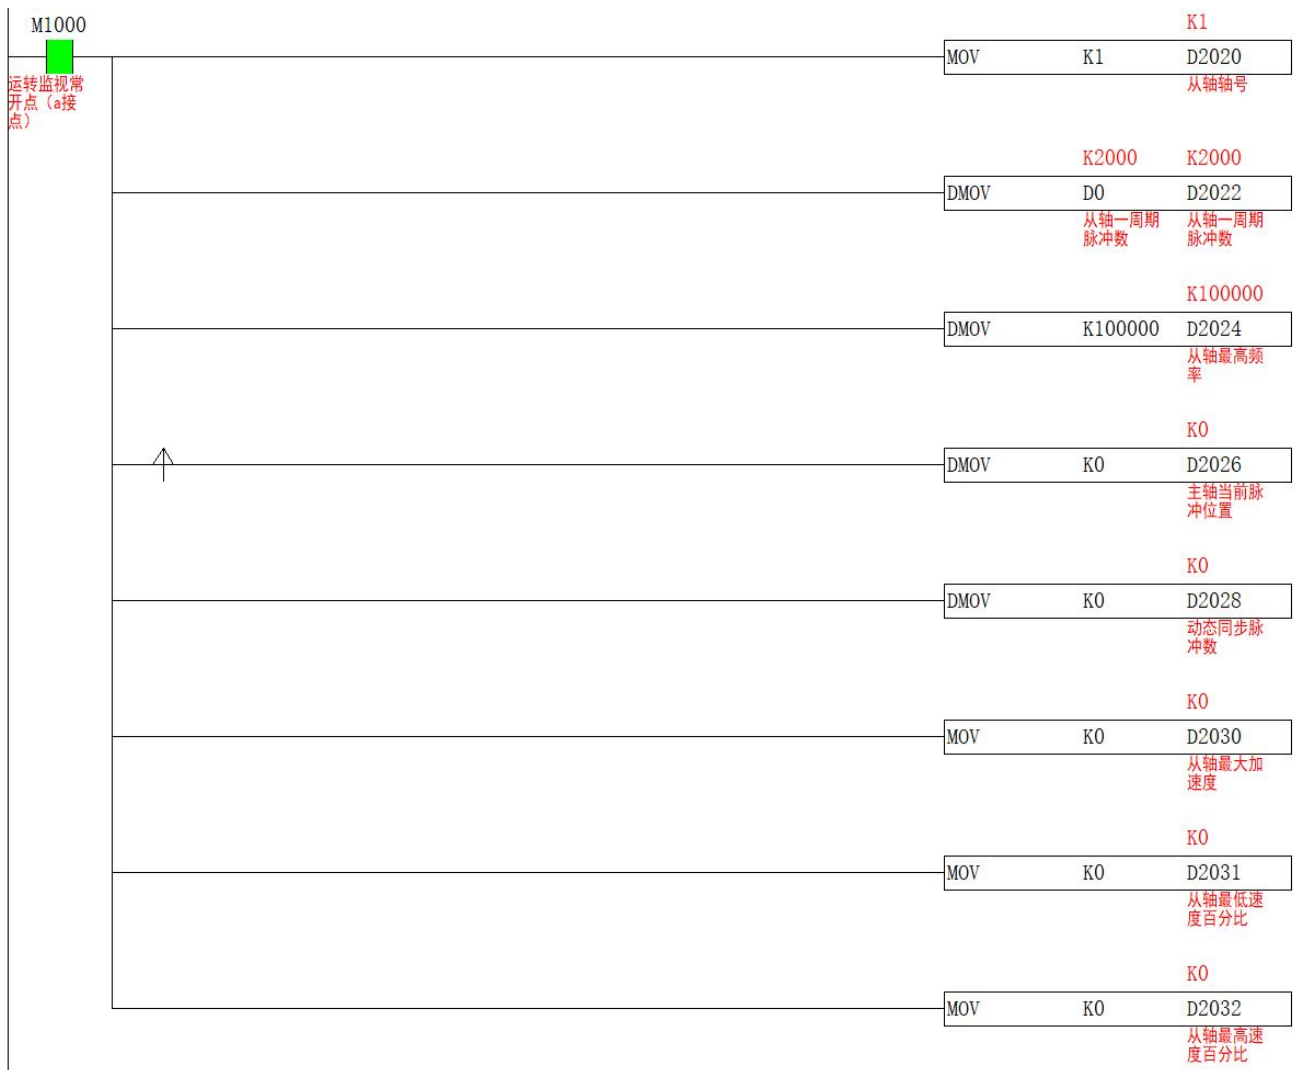 M1000
运转监视常
开点（a接
点）
K1
MOV K1 D2020
从轴轴号
K2000 K2000
DMOV D0 D2022
从轴一周期 从轴一周期
脉冲数 脉冲数
K100000
DMOV K100000 D2024
从轴最高频
率
K0
DMOV K0 D2026
主轴当前脉
冲位置
K0
DMOV K0 D2028
动态同步脉
冲数
K0
MOV K0 D2030
从轴最大加
速度
K0
MOV K0 D2031
从轴最低速
度百分比
K0
MOV K0 D2032
从轴最高速
度百分比